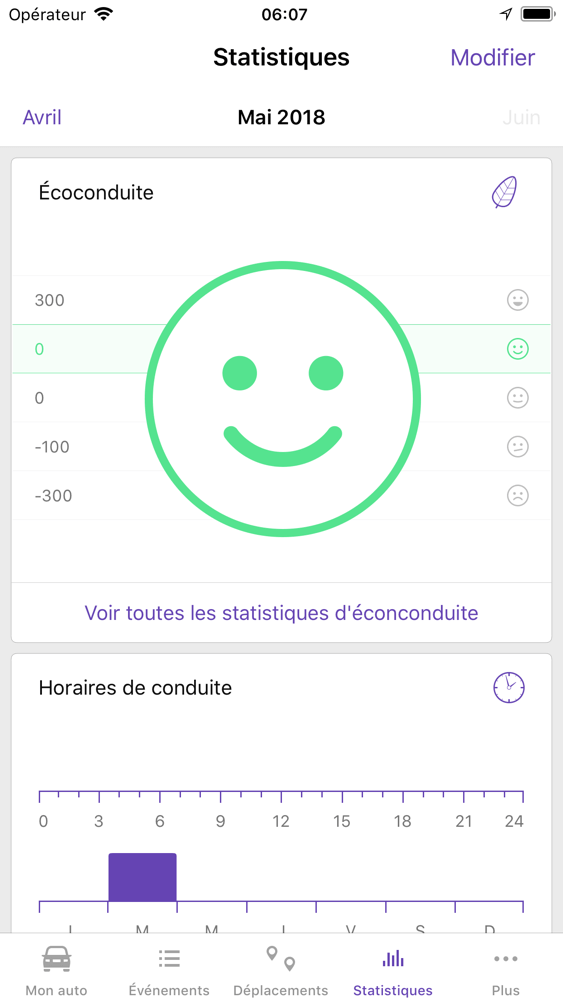 Opérateur 06:07
Statistiques Modifier
Avril Mai 2018 Juin
Écoconduite
300
0
0
-100
-300
Voir toutes les statistiques d'éconconduite
Horaires de conduite
0 3 6 9 12 15 18 21 24
L M M J V S D
Mon auto Événements Déplacements Statistiques Plus